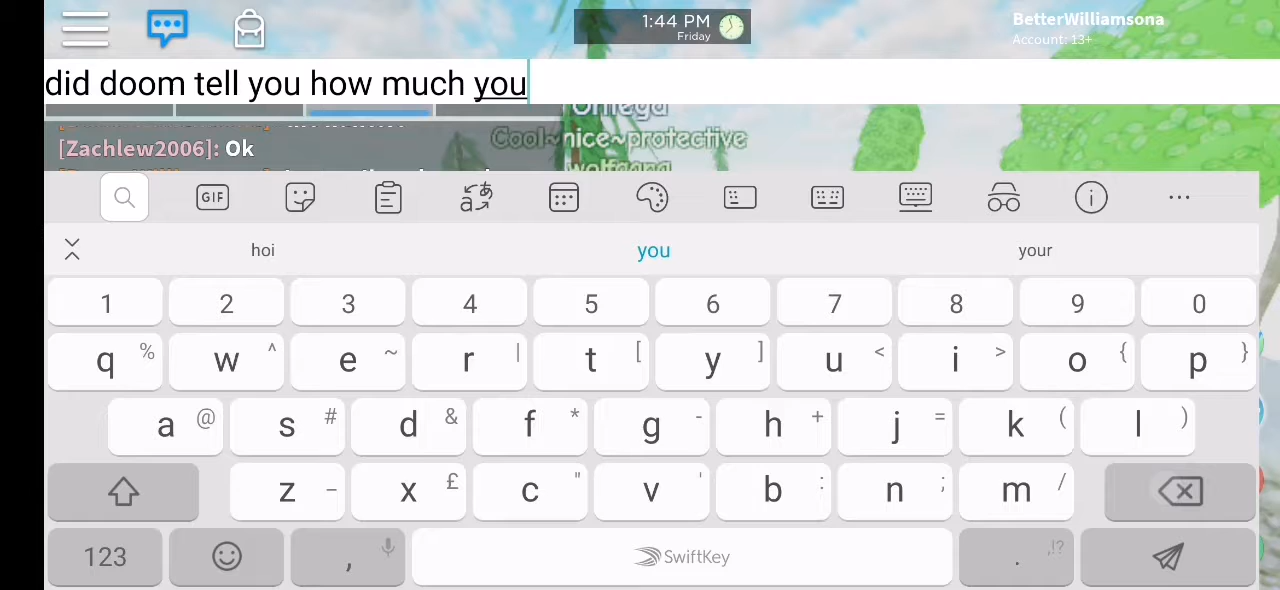 1:44 PM
Friday
BetterWilliamsona
Account: 13+
did doom tell you how much you
Omega
Cool~nice~protective
wolfgang
[Zachlew2006]: Ok
GIF
hoi
you
your
1 2 3 4 5 6 7 8 9 0
q % w ^ e ~ r | t [ y ] u < i > o { p }
a @ s # d & f * g - h + j = k ( l )
z _ x £ c " v ' b : n ; m /
123 , SwiftKey . ,!?